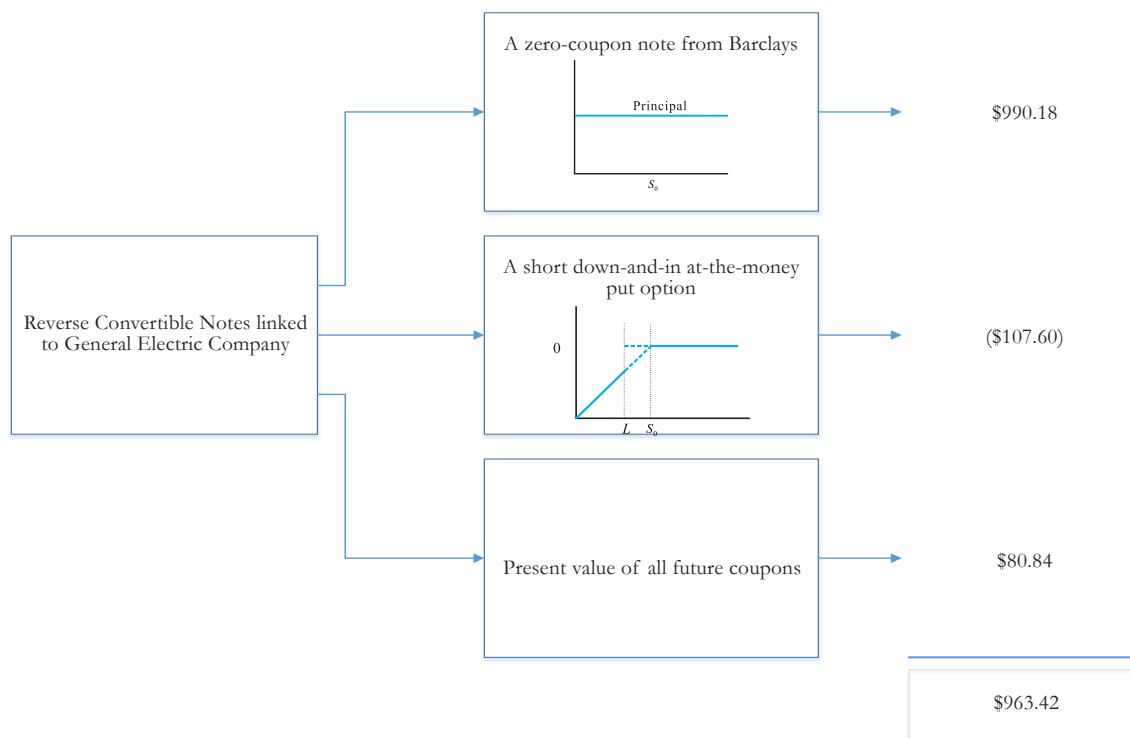 A zero-coupon note from Barclays
Principal
S₀
$990.18
Reverse Convertible Notes linked
to General Electric Company
A short down-and-in at-the-money
put option
0
L S₀
($107.60)
Present value of all future coupons
$80.84
$963.42